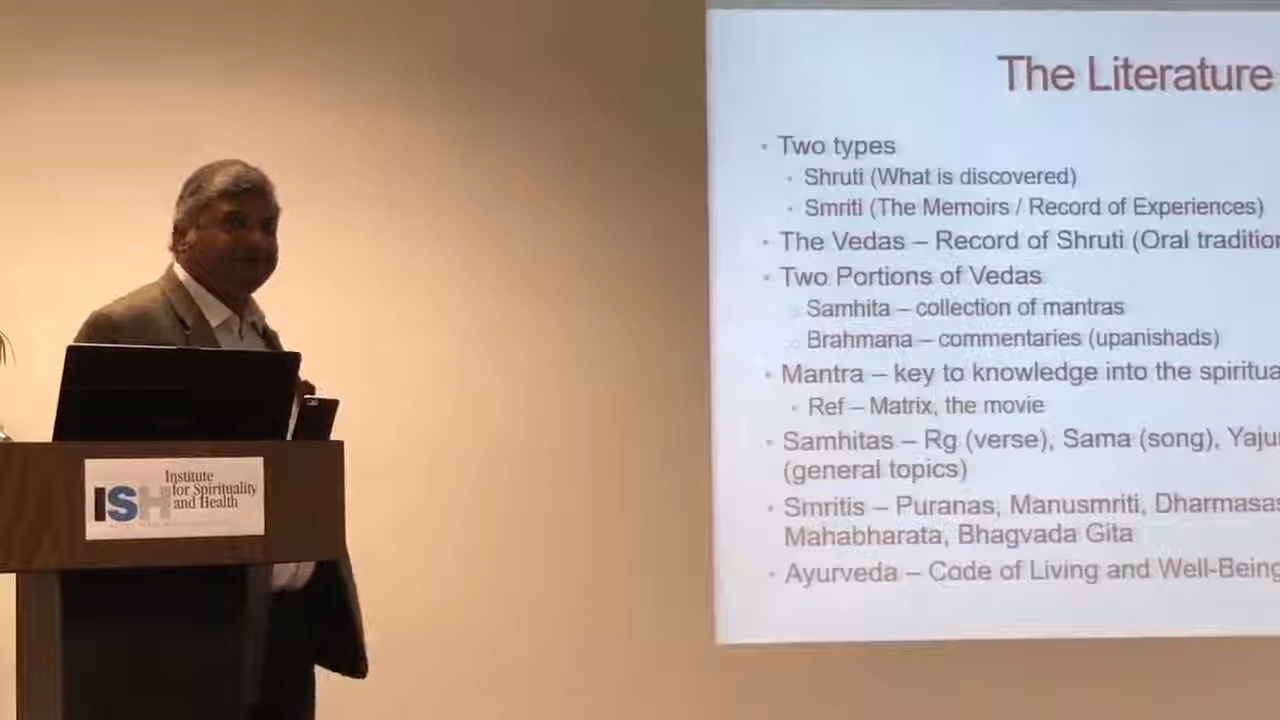 The Literature
Two types
Shruti (What is discovered)
Smriti (The Memoirs / Record of Experiences)
The Vedas – Record of Shruti (Oral tradition
Two Portions of Vedas
Samhita – collection of mantras
Brahmana – commentaries (upanishads)
Mantra – key to knowledge into the spiritua
Ref – Matrix, the movie
Samhitas – Rg (verse), Sama (song), Yajur
(general topics)
Smritis – Puranas, Manusmriti, Dharmasas
Mahabharata, Bhagvada Gita
Ayurveda – Code of Living and Well-Being
ISH
Institute
for Spirituality
and Health